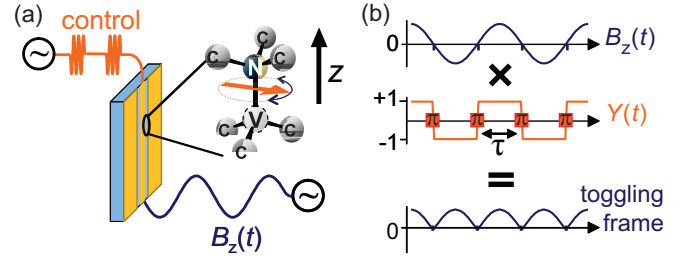 (a)
control
~
C
C
C
N
C
V
C
C
C
z
~
B_z(t)
(b)
0
B_z(t)
×
+1
-1
π π π π
τ
Y(t)
=
toggling
frame
0